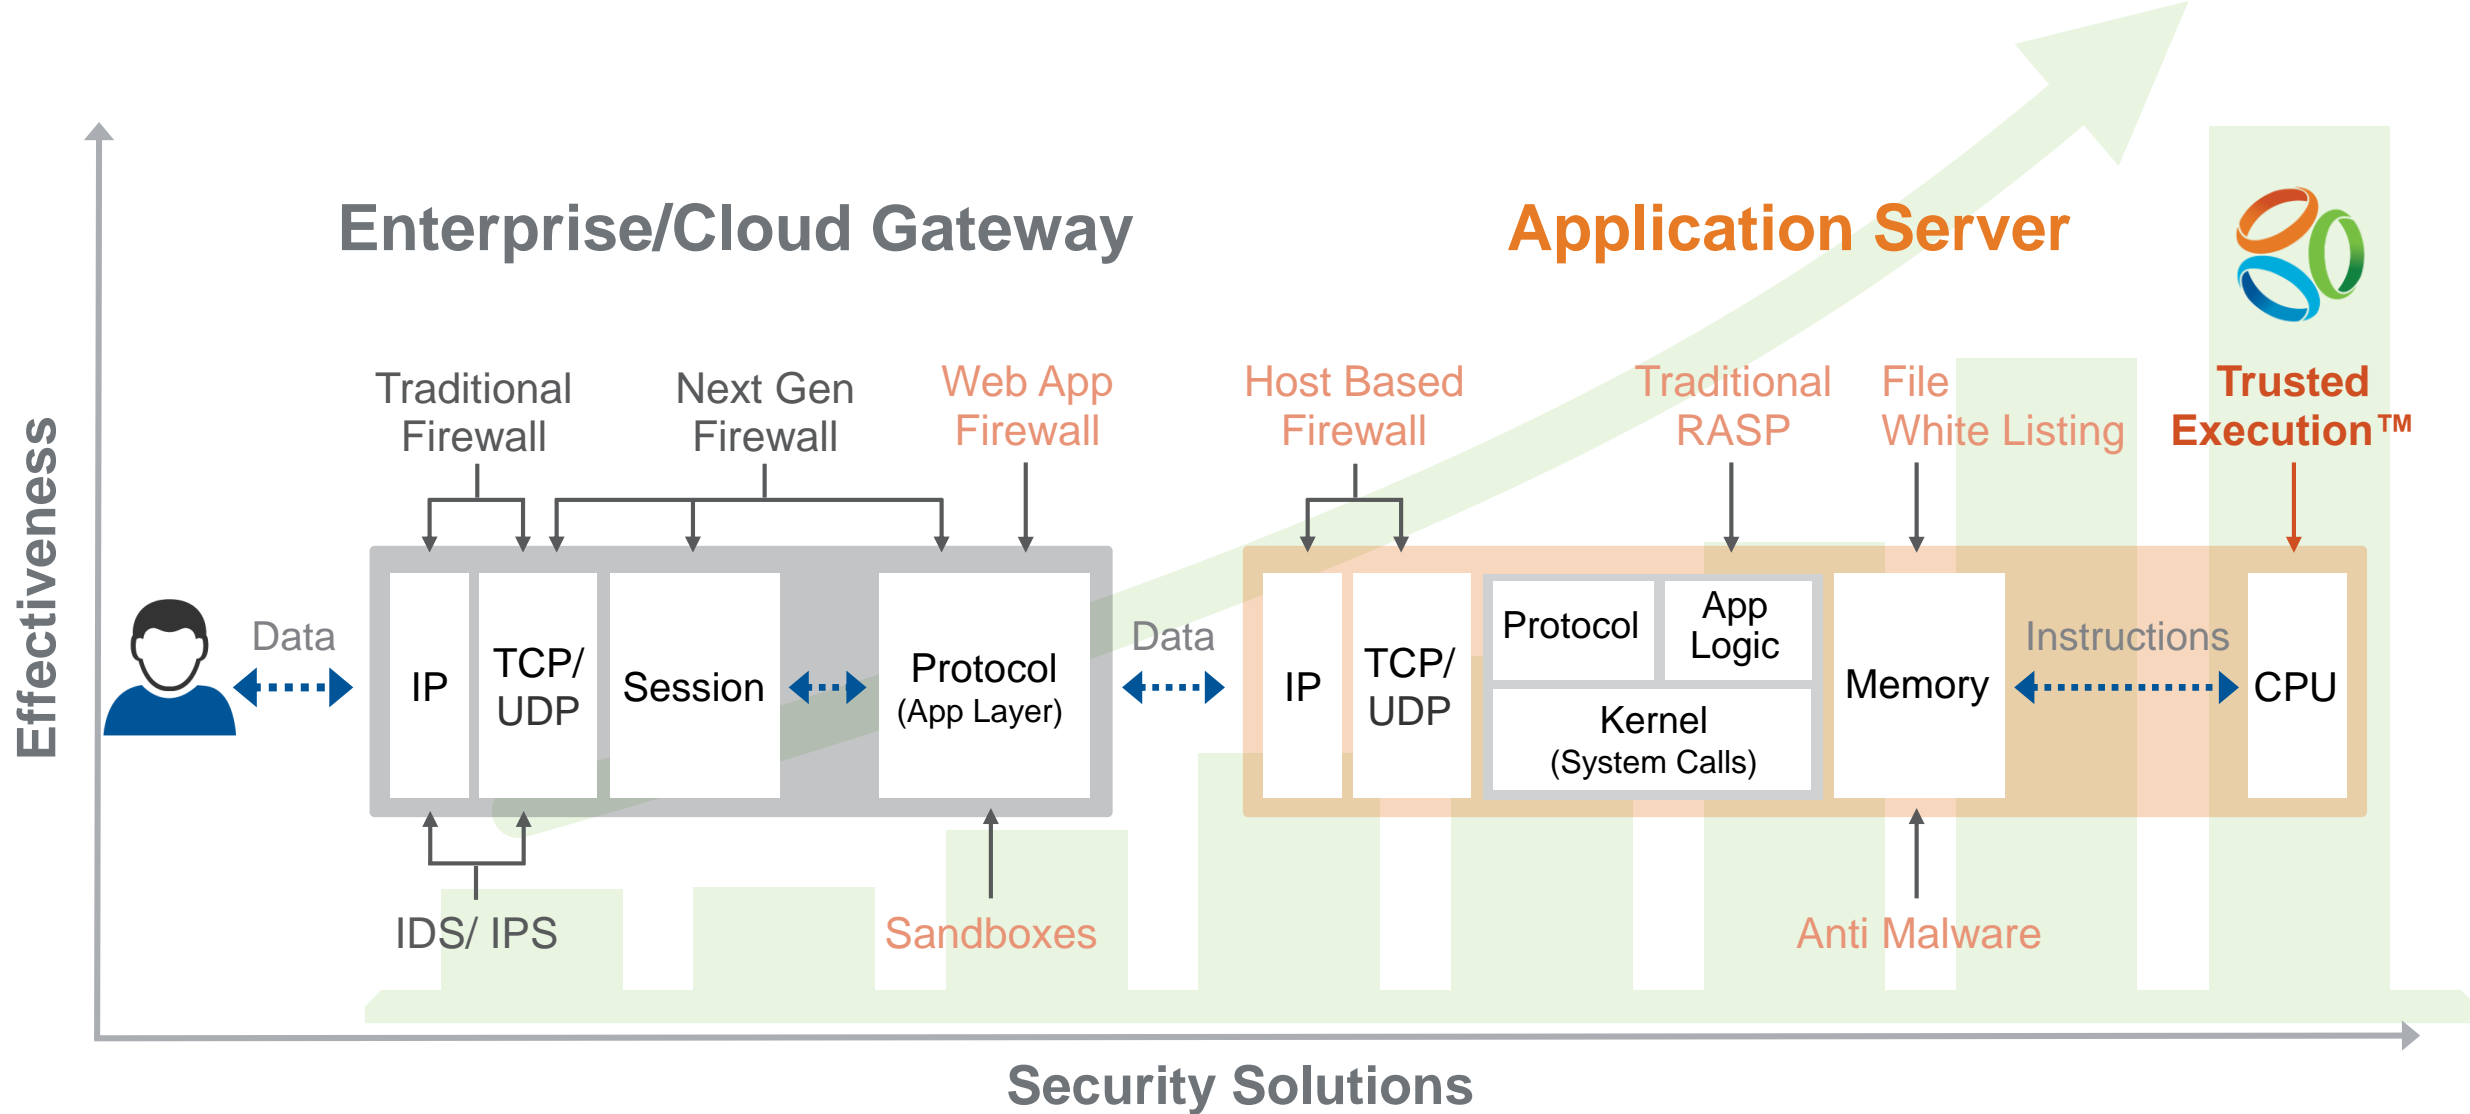 Enterprise/Cloud Gateway
Application Server
Traditional
Firewall
Next Gen
Firewall
Web App
Firewall
Host Based
Firewall
Traditional
RASP
File
White Listing
Trusted
Execution™
Effectiveness
Data
IP
TCP/
UDP
Session
Protocol
(App Layer)
Data
IP
TCP/
UDP
Protocol
App
Logic
Kernel
(System Calls)
Memory
Instructions
CPU
IDS/ IPS
Sandboxes
Anti Malware
Security Solutions